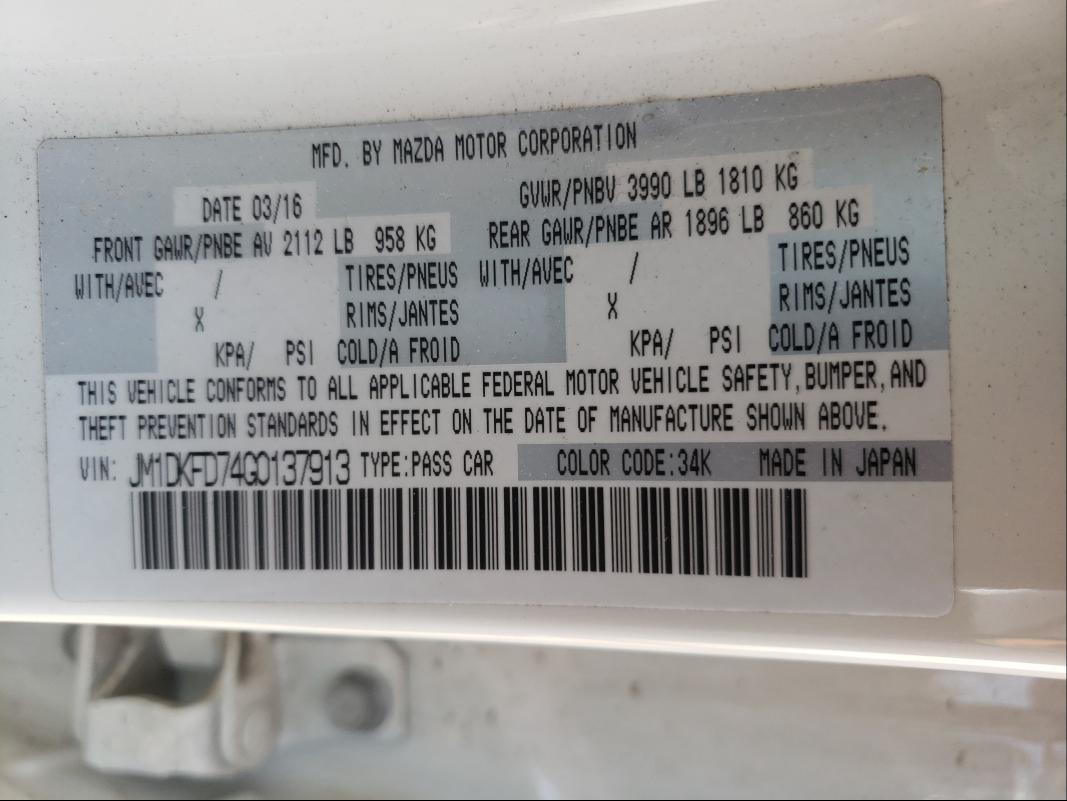 MFD. BY MAZDA MOTOR CORPORATION
DATE 03/16 GVWR/PNBV 3990 LB 1810 KG
FRONT GAWR/PNBE AV 2112 LB 958 KG REAR GAWR/PNBE AR 1896 LB 860 KG
WITH/AVEC / TIRES/PNEUS WITH/AVEC / TIRES/PNEUS
X RIMS/JANTES X RIMS/JANTES
KPA/ PSI COLD/A FROID KPA/ PSI COLD/A FROID
THIS VEHICLE CONFORMS TO ALL APPLICABLE FEDERAL MOTOR VEHICLE SAFETY, BUMPER, AND
THEFT PREVENTION STANDARDS IN EFFECT ON THE DATE OF MANUFACTURE SHOWN ABOVE.
VIN: JM1DKFD74G0137913 TYPE:PASS CAR COLOR CODE:34K MADE IN JAPAN